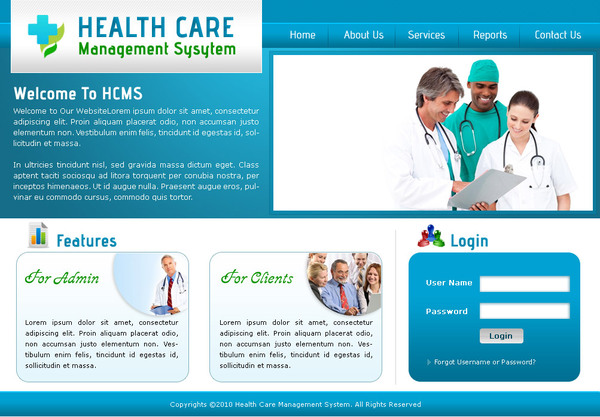 HEALTH CARE
Management Sysytem
Home About Us Services Reports Contact Us
Welcome To HCMS
Welcome to Our WebsiteLorem ipsum dolor sit amet, consectetur
adipiscing elit. Proin aliquam placerat odio, non accumsan justo
elementum non. Vestibulum enim felis, tincidunt id egestas id, sol-
licitudin et massa.
In ultricies tincidunt nisl, sed gravida massa dictum eget. Class
aptent taciti sociosqu ad litora torquent per conubia nostra, per
inceptos himenaeos. Ut id augue nulla. Praesent augue eros, pul-
vinar eu commodo cursus, commodo quis tortor.
Features
For Admin
Lorem ipsum dolor sit amet, consectetur
adipiscing elit. Proin aliquam placerat odio,
non accumsan justo elementum non.
Vestibulum enim felis, tincidunt id egestas id,
sollicitudin et massa.
For Clients
Lorem ipsum dolor sit amet, consectetur
adipiscing elit. Proin aliquam placerat odio,
non accumsan justo elementum non.
Vestibulum enim felis, tincidunt id egestas id,
sollicitudin et massa.
Login
User Name
Password
Login
Forgot Username or Password?
Copyrights ©2010 Health Care Management System. All Rights Reserved